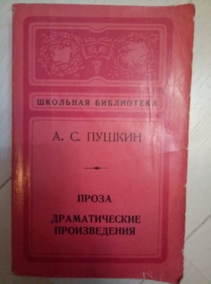 ШКОЛЬНАЯ БИБЛИОТЕКА
А. С. ПУШКИН
ПРОЗА
ДРАМАТИЧЕСКИЕ
ПРОИЗВЕДЕНИЯ